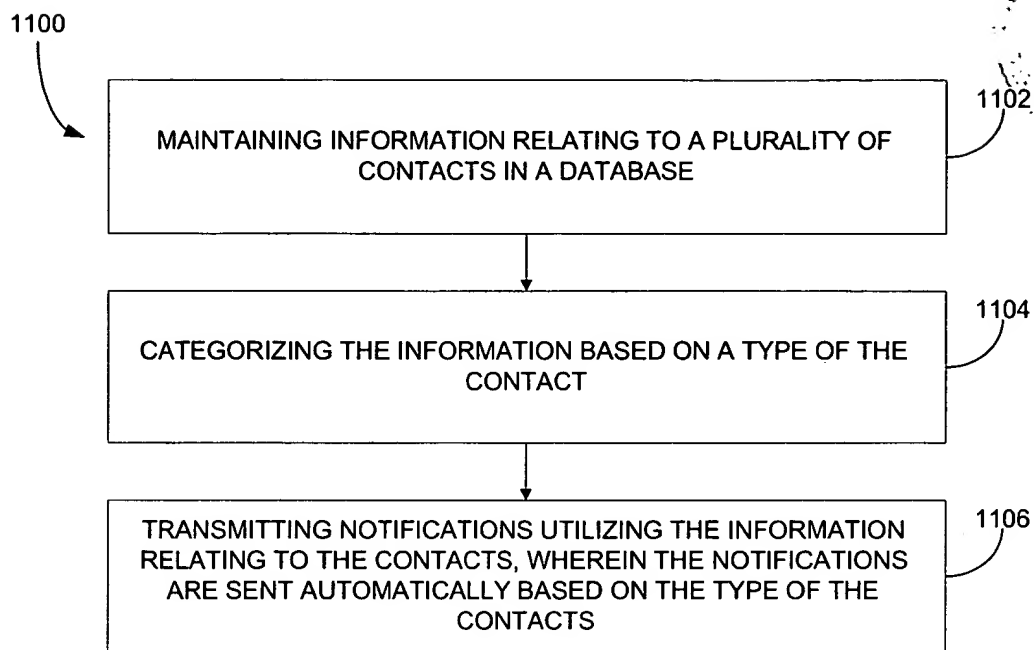 1100
1102
MAINTAINING INFORMATION RELATING TO A PLURALITY OF
CONTACTS IN A DATABASE
1104
CATEGORIZING THE INFORMATION BASED ON A TYPE OF THE
CONTACT
1106
TRANSMITTING NOTIFICATIONS UTILIZING THE INFORMATION
RELATING TO THE CONTACTS, WHEREIN THE NOTIFICATIONS
ARE SENT AUTOMATICALLY BASED ON THE TYPE OF THE
CONTACTS